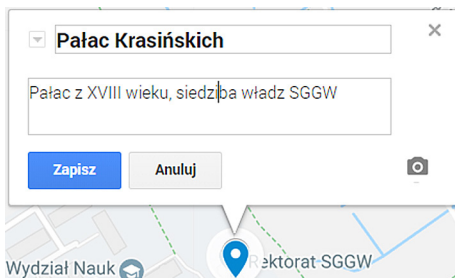 Pałac Krasińskich
Pałac z XVIII wieku, siedziba władz SGGW
Zapisz Anuluj
Rektorat SGGW
Wydział Nauk